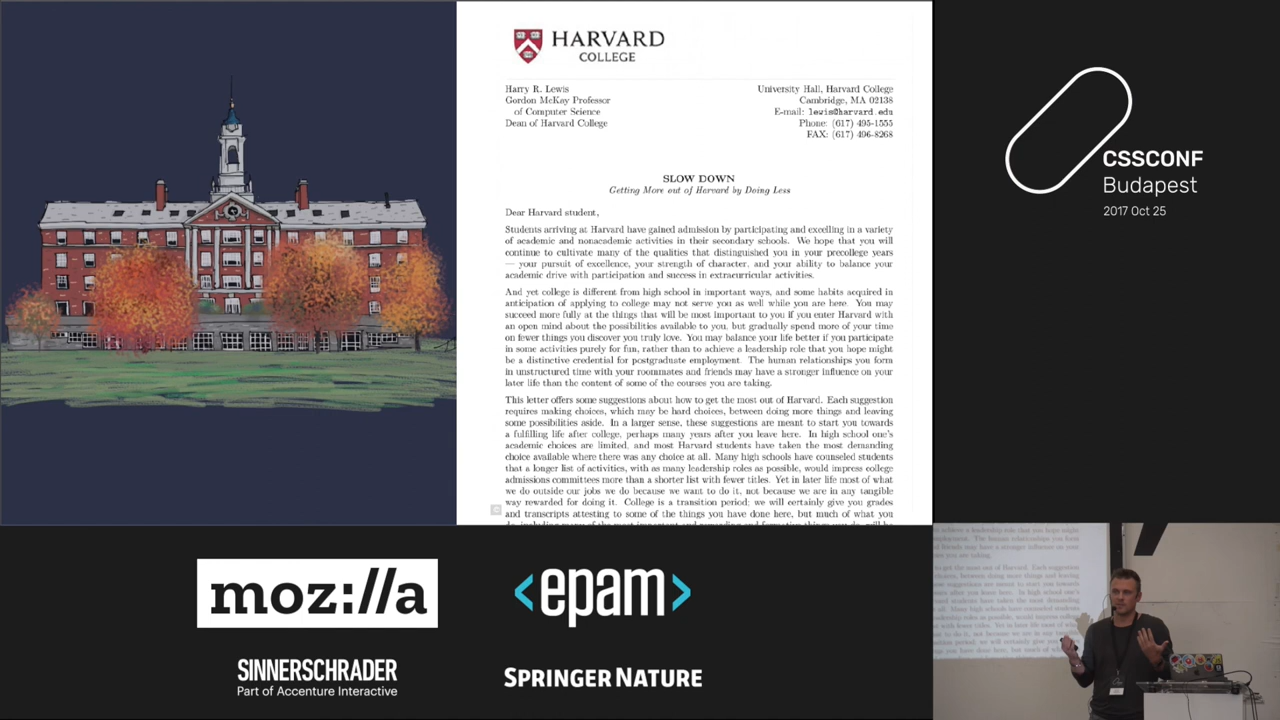 HARVARD
COLLEGE
Harry R. Lewis
Gordon McKay Professor
of Computer Science
Dean of Harvard College
University Hall, Harvard College
Cambridge, MA 02138
E-mail: lewis@harvard.edu
Phone: (617) 495-1555
FAX: (617) 496-8268
SLOW DOWN
Getting More out of Harvard by Doing Less
Dear Harvard student,
Students arriving at Harvard have gained admission by participating and excelling in a variety
of academic and nonacademic activities in their secondary schools. We hope that you will
continue to cultivate many of the qualities that distinguished you in your precollege years
— your pursuit of excellence, your strength of character, and your ability to balance your
academic drive with participation and success in extracurricular activities.
And yet college is different from high school in important ways, and some habits acquired in
anticipation of applying to college may not serve you as well while you are here. You may
succeed more fully at the things that will be most important to you if you enter Harvard with
an open mind about the possibilities available to you, but gradually spend more of your time
on fewer things you discover you truly love. You may balance your life better if you participate
in some activities purely for fun, rather than to achieve a leadership role that you hope might
be a distinctive credential for postgraduate employment. The human relationships you form
in unstructured time with your roommates and friends may have a stronger influence on your
later life than the content of some of the courses you are taking.
This letter offers some suggestions about how to get the most out of Harvard. Each suggestion
requires making choices, which may be hard choices, between doing more things and leaving
some possibilities aside. In a larger sense, these suggestions are meant to start you towards
a fulfilling life after college, perhaps many years after you leave here. In high school one's
academic choices are limited, and most Harvard students have taken the most demanding
choice available where there was any choice at all. Many high schools have counseled students
that a longer list of activities, with as many leadership roles as possible, would impress college
admissions committees more than a shorter list with fewer titles. Yet in later life most of what
we do outside our jobs we do because we want to do it, not because we are in any tangible
way rewarded for doing it. College is a transition period; we will certainly give you grades
and transcripts attesting to some of the things you have done here, but much of what you
CSSCONF
Budapest
2017 Oct 25
moz://a
<epam>
SINNERSCHRADER
Part of Accenture Interactive
SPRINGER NATURE